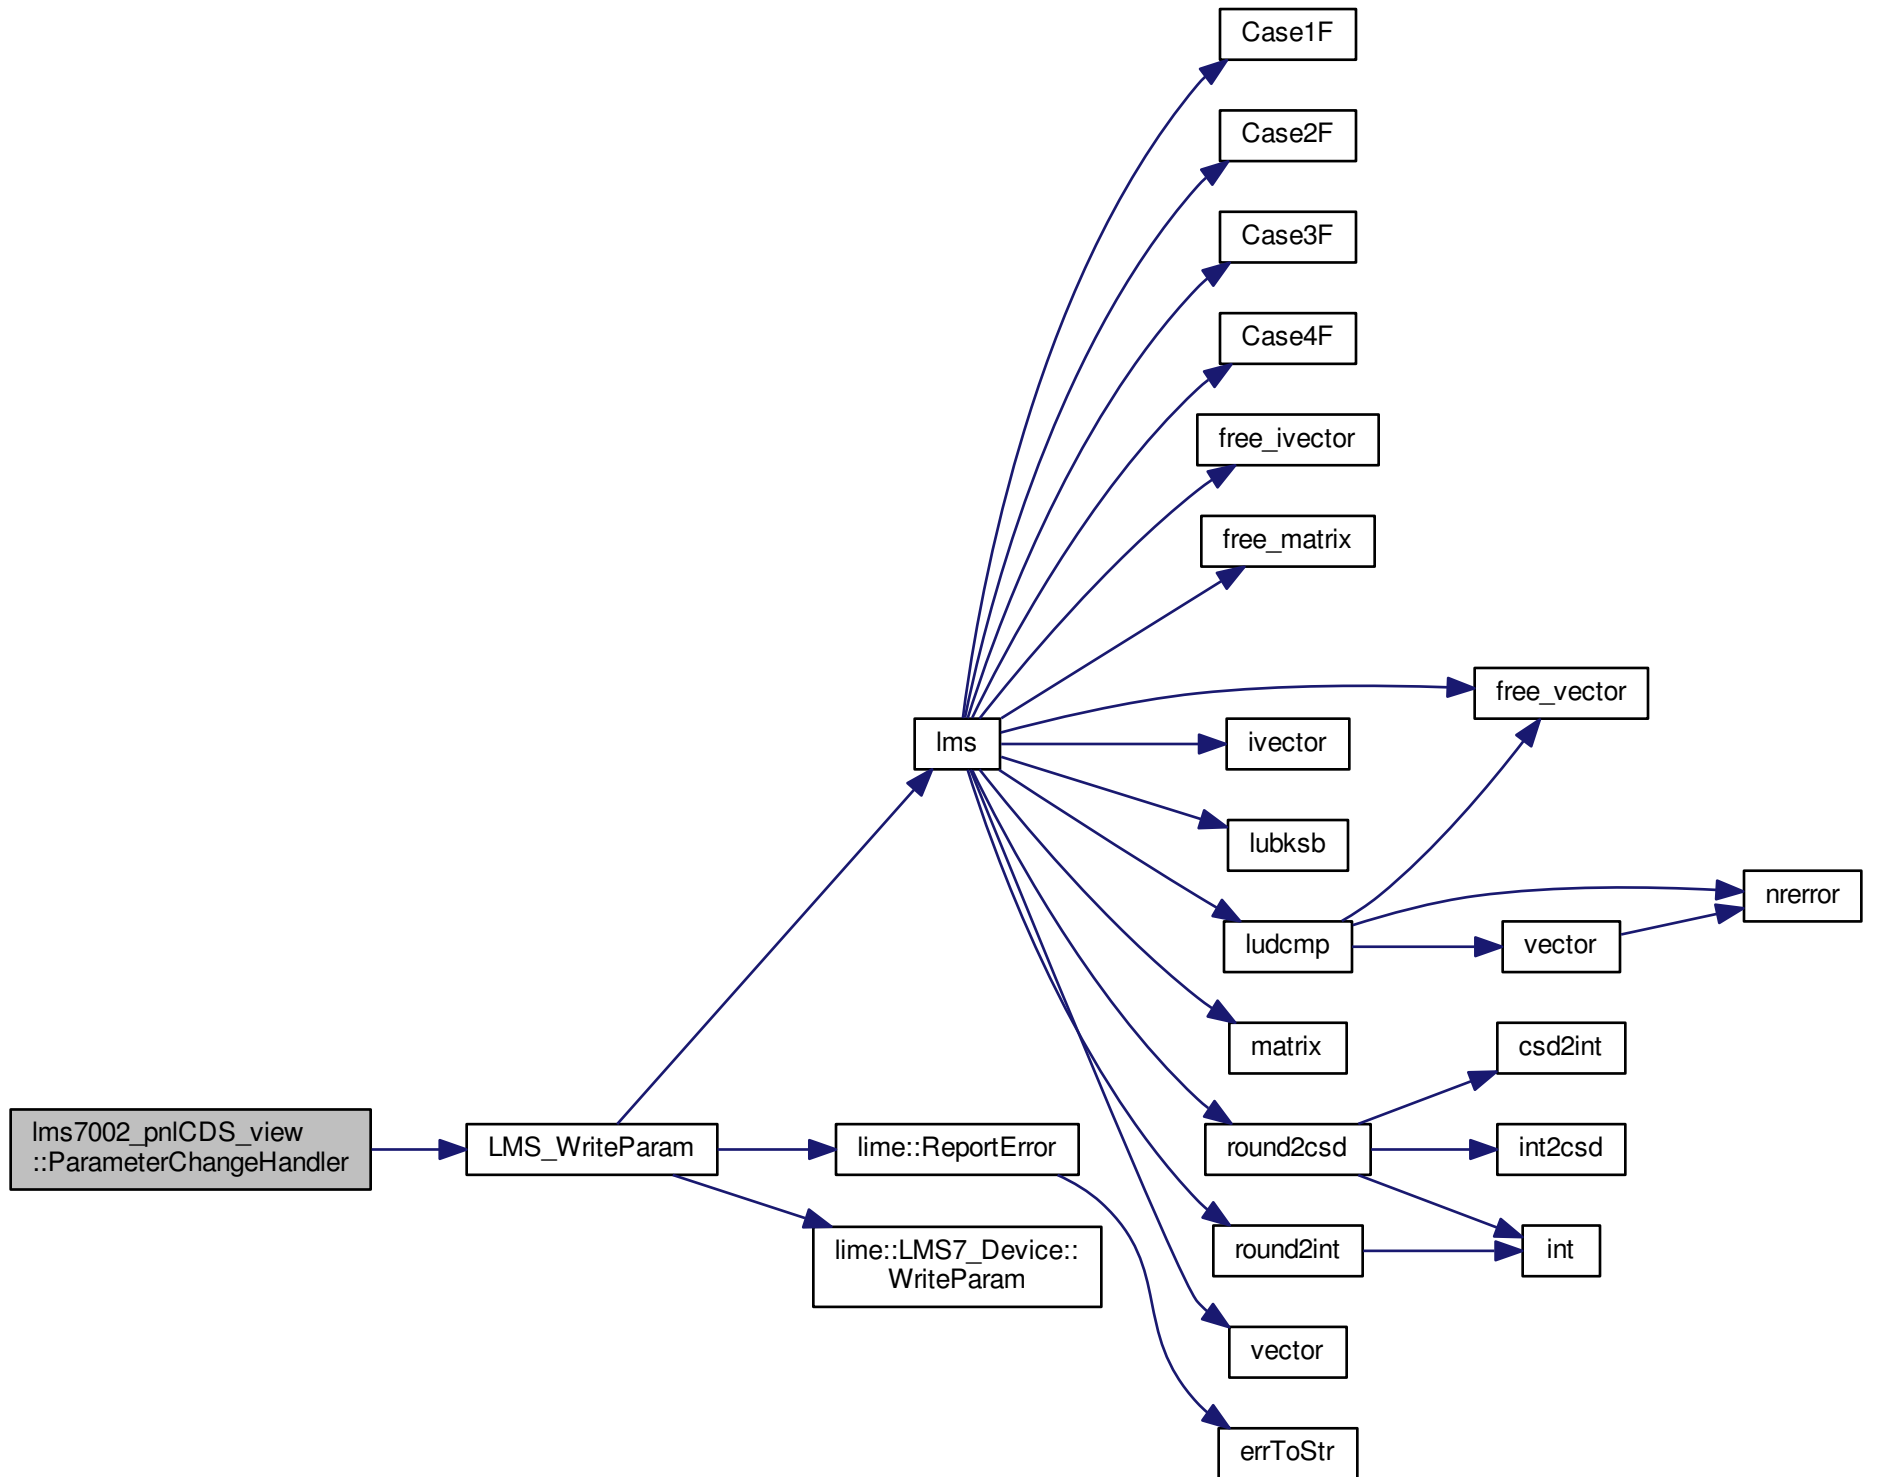 Case1F
Case2F
Case3F
Case4F
free_ivector
free_matrix
free_vector
lms
ivector
lubksb
nrerror
ludcmp
vector
matrix
csd2int
lms7002_pnlCDS_view
::ParameterChangeHandler
LMS_WriteParam
lime::ReportError
round2csd
int2csd
lime::LMS7_Device::
WriteParam
round2int
int
vector
errToStr